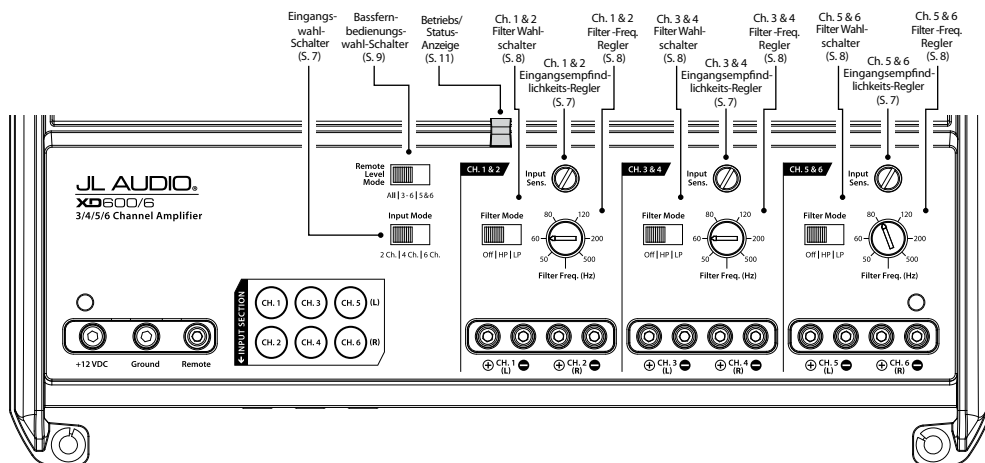 Eingangs-
wahl-
Schalter
(S. 7)
Bassfern-
bedienungs-
wahl-Schalter
(S. 9)
Betriebs/
Status-
Anzeige
(S. 11)
Ch. 1 & 2
Filter Wahl-
schalter
(S. 8)
Ch. 1 & 2
Eingangsempfind-
lichkeits-Regler
(S. 7)
Ch. 1 & 2
Filter -Freq.
Regler
(S. 8)
Ch. 3 & 4
Filter Wahl-
schalter
(S. 8)
Ch. 3 & 4
Eingangsempfind-
lichkeits-Regler
(S. 7)
Ch. 3 & 4
Filter -Freq.
Regler
(S. 8)
Ch. 5 & 6
Filter Wahl-
schalter
(S. 8)
Ch. 5 & 6
Eingangsempfind-
lichkeits-Regler
(S. 7)
Ch. 5 & 6
Filter -Freq.
Regler
(S. 8)
JL AUDIO®
XD600/6
3/4/5/6 Channel Amplifier
Remote
Level
Mode
All | 3 - 6 | 5&6
Input Mode
2 Ch. | 4 Ch. | 6 Ch.
CH. 1 & 2
Input
Sens.
Filter Mode
Off | HP | LP
80 120
60 200
50 500
Filter Freq. (Hz)
CH. 3 & 4
Input
Sens.
Filter Mode
Off | HP | LP
80 120
60 200
50 500
Filter Freq. (Hz)
CH. 5 & 6
Input
Sens.
Filter Mode
Off | HP | LP
80 120
60 200
50 500
Filter Freq. (Hz)
INPUT SECTION
CH. 1 CH. 3 CH. 5 (L)
CH. 2 CH. 4 CH. 6 (R)
+12 VDC Ground Remote
CH. 1
(L)
CH. 2
(R)
CH. 3
(L)
CH. 4
(R)
CH. 5
(L)
CH. 6
(R)